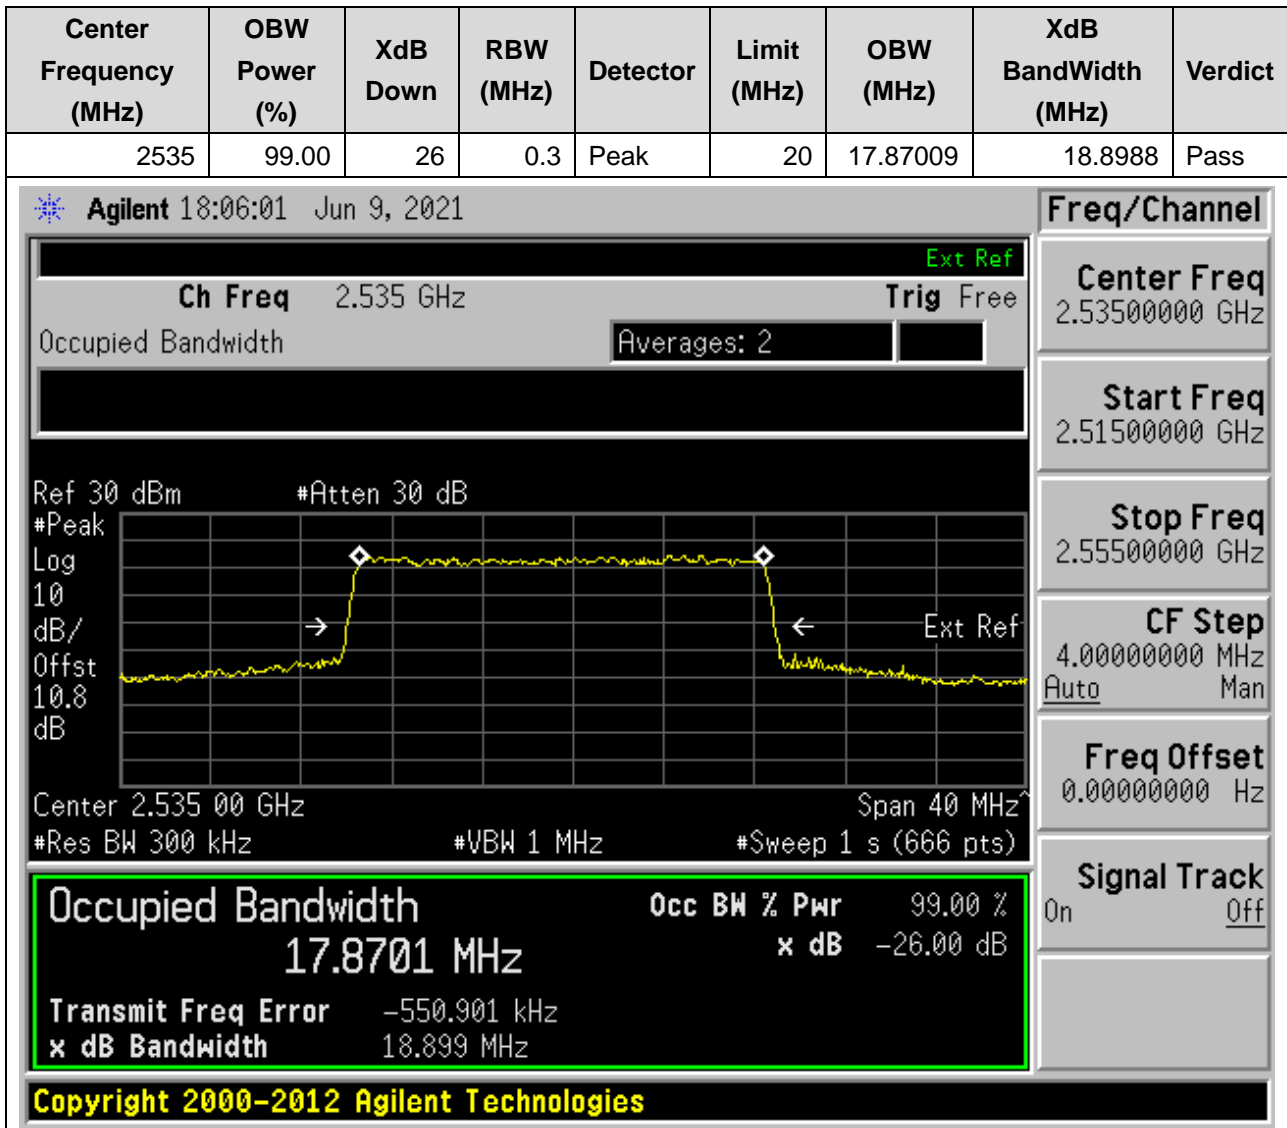 Center Frequency (MHz) OBW Power (%) XdB Down RBW (MHz) Detector Limit (MHz) OBW (MHz) XdB BandWidth (MHz) Verdict
2535 99.00 26 0.3 Peak 20 17.87009 18.8988 Pass
Agilent 18:06:01 Jun 9, 2021
Freq/Channel
Ext Ref
Ch Freq 2.535 GHz Trig Free
Occupied Bandwidth Averages: 2
Center Freq
2.53500000 GHz
Start Freq
2.51500000 GHz
Stop Freq
2.55500000 GHz
CF Step
4.00000000 MHz
Auto Man
Freq Offset
0.00000000 Hz
Signal Track
On Off
Ref 30 dBm #Atten 30 dB
#Peak
Log
10
dB/
Offst
10.8
dB
Ext Ref
Center 2.535 00 GHz Span 40 MHz^
#Res BW 300 kHz #VBW 1 MHz #Sweep 1 s (666 pts)
Occupied Bandwidth Occ BW % Pwr 99.00 %
17.8701 MHz x dB -26.00 dB
Transmit Freq Error -550.901 kHz
x dB Bandwidth 18.899 MHz
Copyright 2000-2012 Agilent Technologies